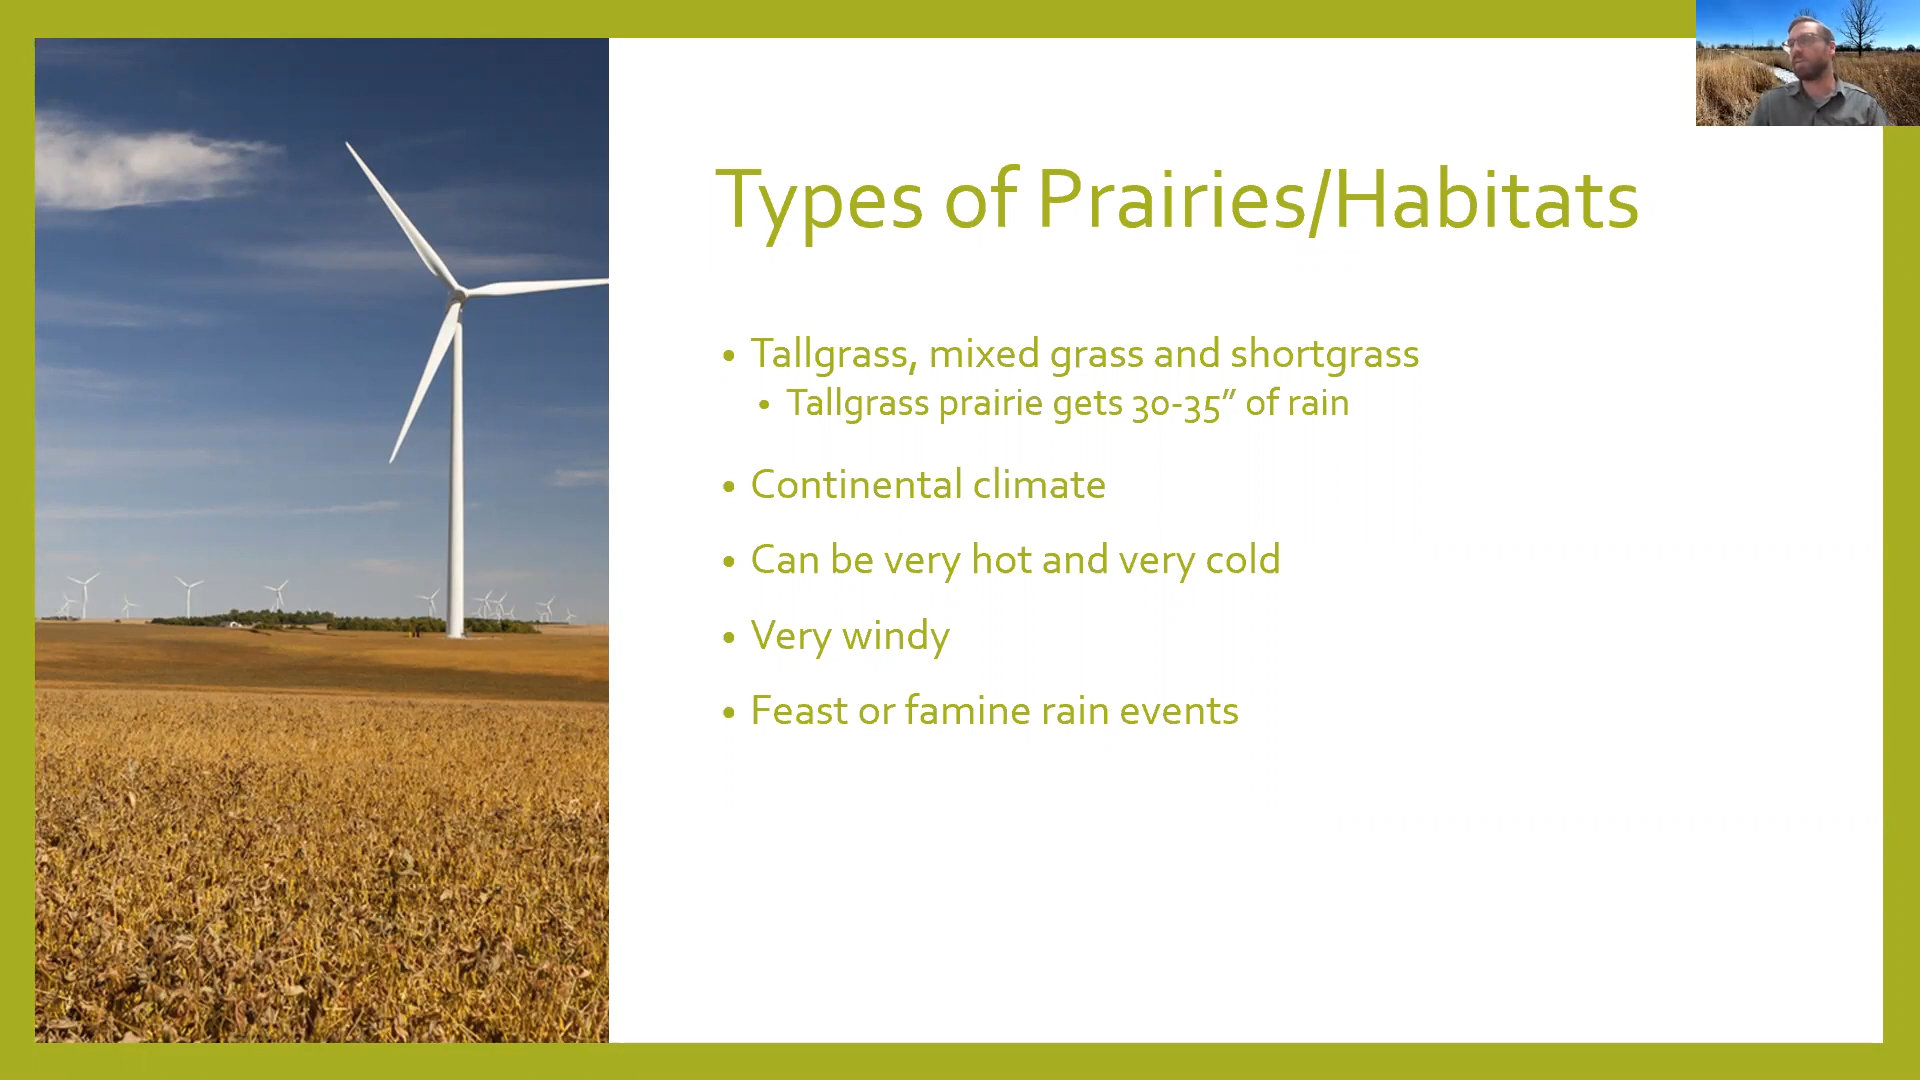 Types of Prairies/Habitats
• Tallgrass, mixed grass and shortgrass
• Tallgrass prairie gets 30-35” of rain
• Continental climate
• Can be very hot and very cold
• Very windy
• Feast or famine rain events